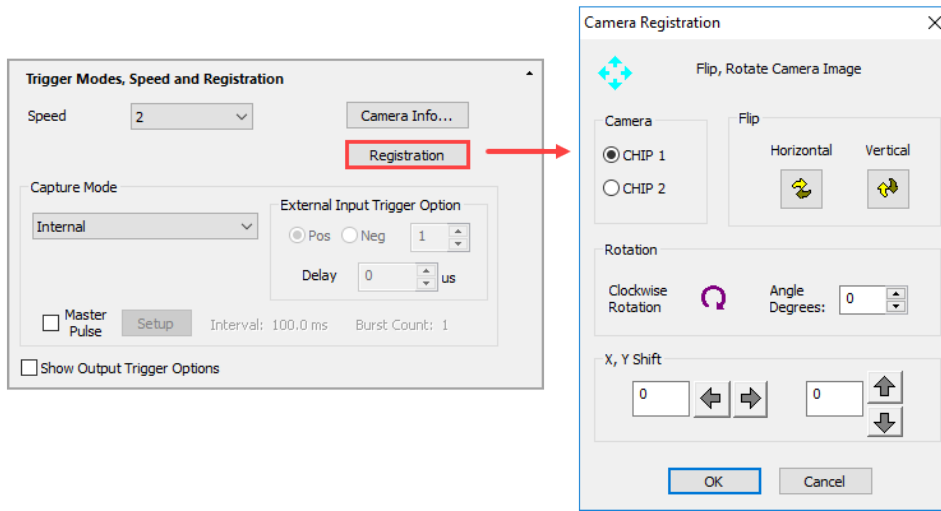 Trigger Modes, Speed and Registration
Speed
2
Camera Info...
Registration
Capture Mode
Internal
External Input Trigger Option
Pos
Neg
1
Delay
0
us
Master
Pulse
Setup
Interval: 100.0 ms
Burst Count: 1
Show Output Trigger Options
Camera Registration
Flip, Rotate Camera Image
Camera
CHIP 1
CHIP 2
Flip
Horizontal
Vertical
Rotation
Clockwise
Rotation
Angle
Degrees:
0
X, Y Shift
0
0
OK
Cancel